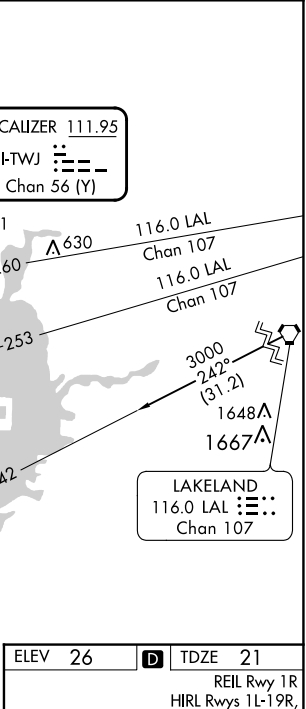 CALIZER 111.95
I-TWJ
Chan 56 (Y)
1
630
116.0 LAL
Chan 107
60
116.0 LAL
Chan 107
-253
3000
242°
(31.2)
1648
1667
42
LAKELAND
116.0 LAL
Chan 107
ELEV 26 D TDZE 21
REIL Rwy 1R
HIRL Rwys 1L-19R,